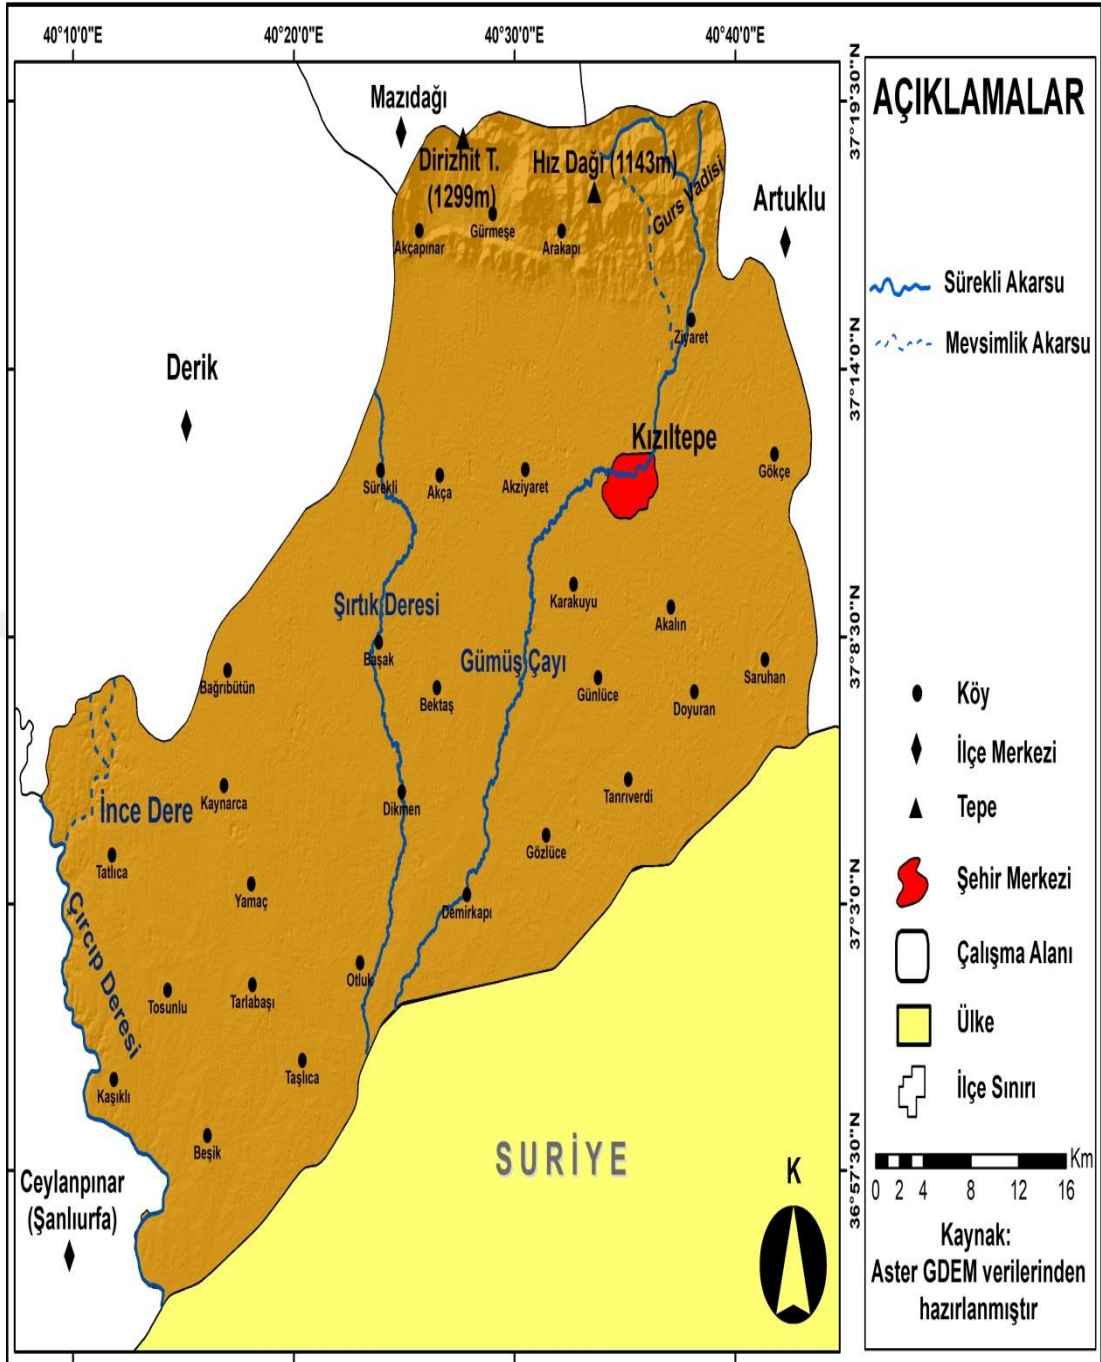 40°10'0"E
40°20'0"E
40°30'0"E
40°40'0"E
Mazıdağı
Dirizhit T.
(1299m)
Hız Dağı (1143m)
Gurs Vadisi
Artuklu
Akçapınar
Gürmeşe
Arakapı
Ziyaret
Derik
Kızıltepe
Sürekli
Akça
Akziyaret
Gökçe
Şırtık Deresi
Karakuyu
Akalın
Başak
Gümüş Çayı
Bağrıbütün
Bektaş
Günlüce
Doyuran
Saruhan
İnce Dere
Kaynarca
Dikmen
Tanrıverdi
Gözlüce
Tatlıca
Yamaç
Demirkapı
Çırcıp Deresi
Otluk
Tosunlu
Tarlabaşı
Taşlıca
Kaşıklı
Beşik
SURİYE
Ceylanpınar
(Şanlıurfa)
K
37°19'30"N
37°14'0"N
37°8'30"N
37°3'0"N
36°57'30"N
AÇIKLAMALAR
Sürekli Akarsu
Mevsimlik Akarsu
Köy
İlçe Merkezi
Tepe
Şehir Merkezi
Çalışma Alanı
Ülke
İlçe Sınırı
Km
0 2 4 8 12 16
Kaynak:
Aster GDEM verilerinden
hazırlanmıştır